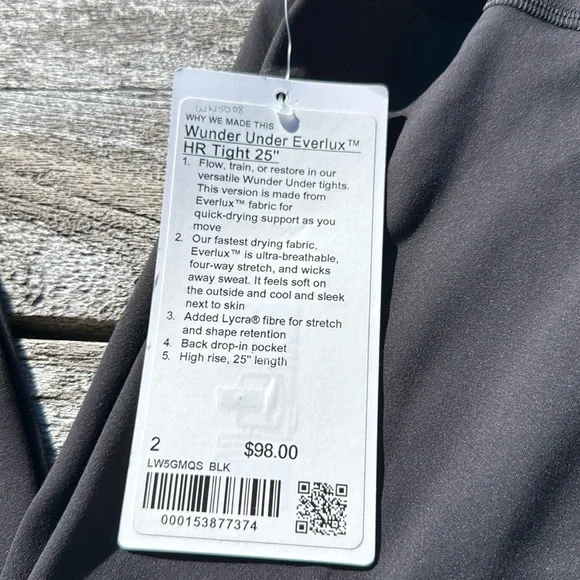 WHY WE MADE THIS
Wunder Under Everlux™
HR Tight 25"
1. Flow, train, or restore in our
versatile Wunder Under tights.
This version is made from
Everlux™ fabric for
quick-drying support as you
move
2. Our fastest drying fabric,
Everlux™ is ultra-breathable,
four-way stretch, and wicks
away sweat. It feels soft on
the outside and cool and sleek
next to skin
3. Added Lycra® fibre for stretch
and shape retention
4. Back drop-in pocket
5. High rise, 25" length
2 $98.00
LW5GMQS BLK
000153877374